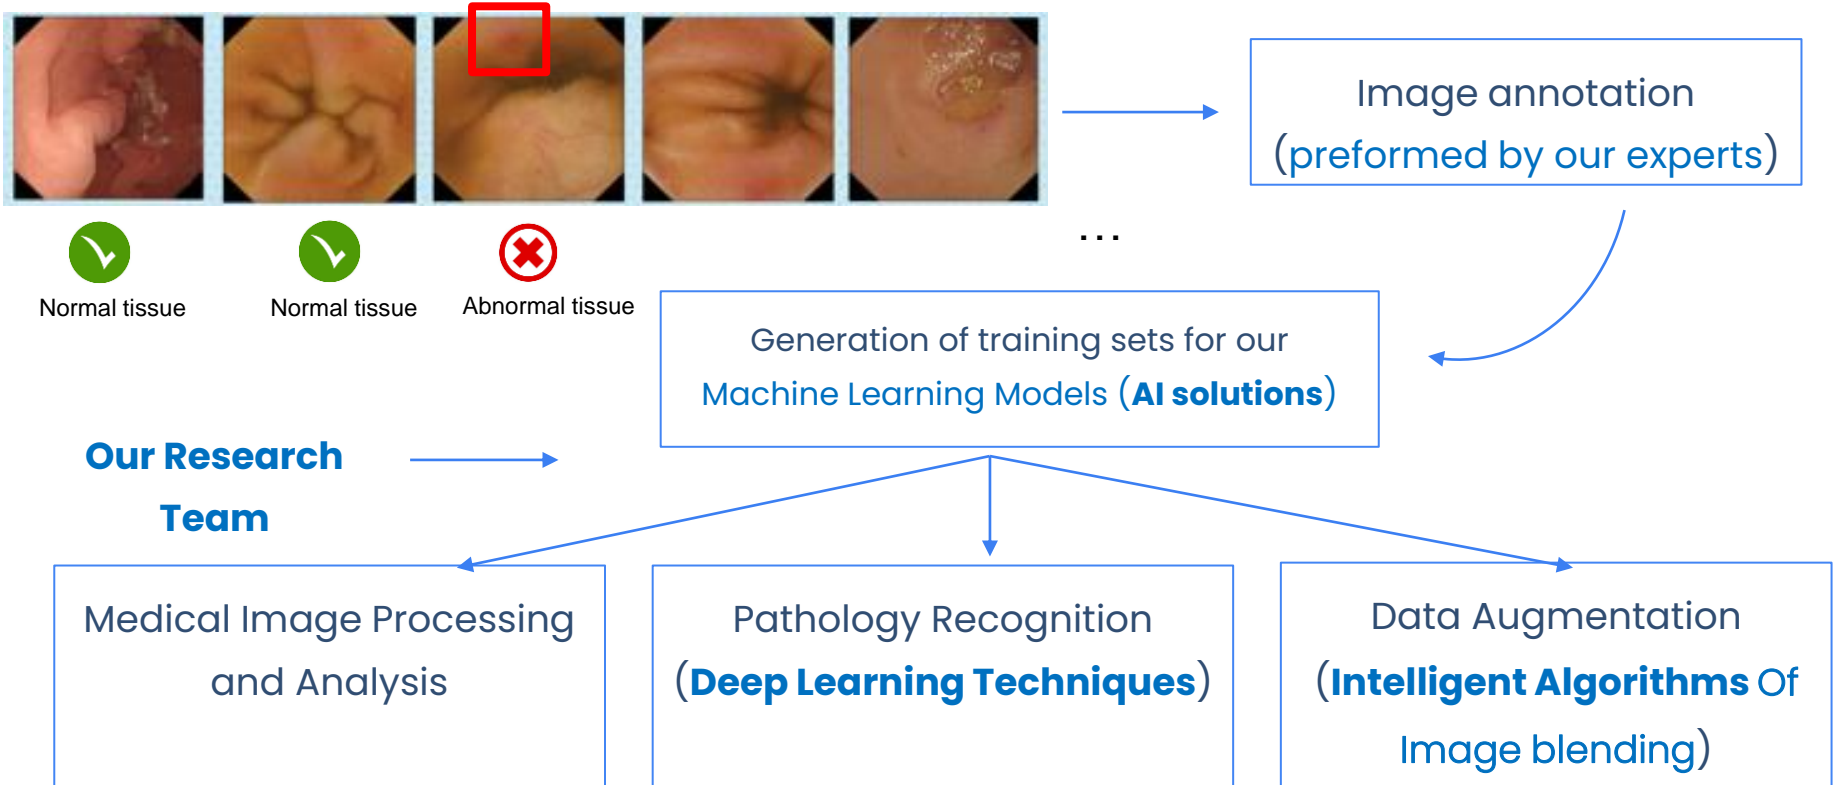 Image annotation
(preformed by our experts)
Normal tissue
Normal tissue
Abnormal tissue
...
Generation of training sets for our
Machine Learning Models (AI solutions)
Our Research
Team
Medical Image Processing
and Analysis
Pathology Recognition
(Deep Learning Techniques)
Data Augmentation
(Intelligent Algorithms Of
Image blending)